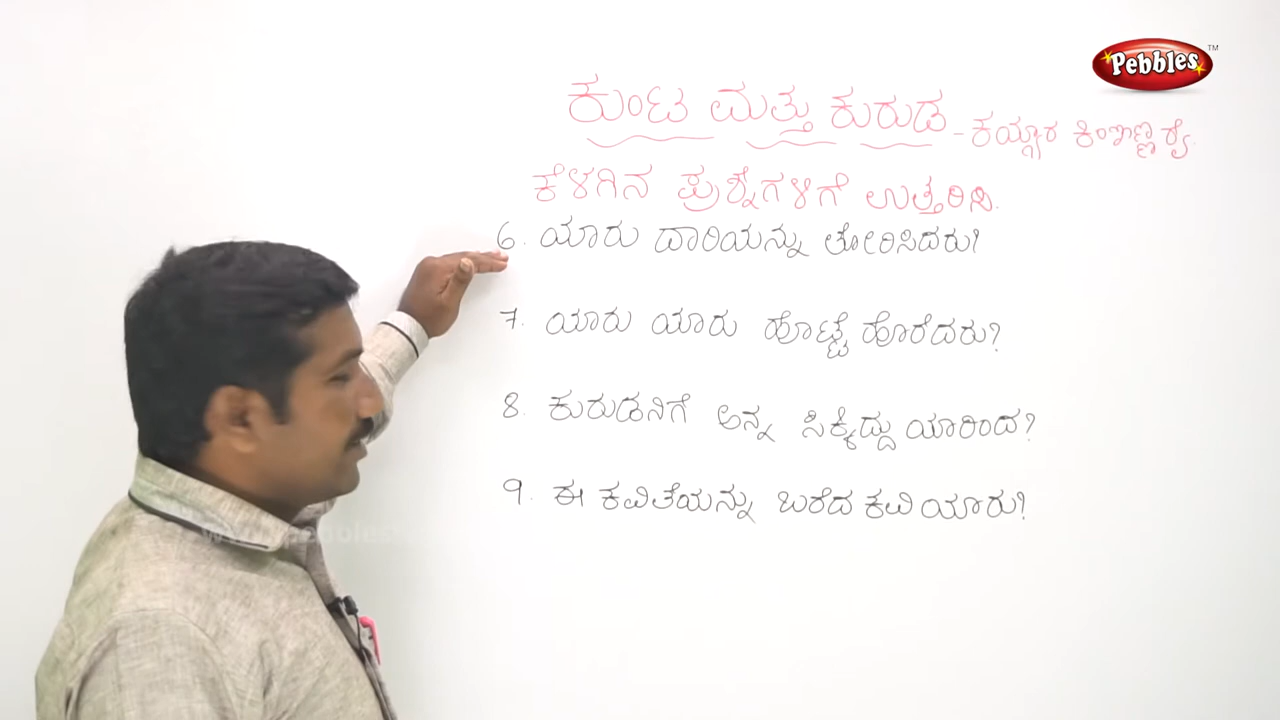 Pebbles™
ಕುಂಟ ಮತ್ತು ಕುರುಡ - ಕಯ್ಯಾರ ಕಿಂಞಣ್ಣ ರೈ.
ಕೆಳಗಿನ ಪ್ರಶ್ನೆಗಳಿಗೆ ಉತ್ತರಿಸಿ.
6. ಯಾರು ದಾರಿಯನ್ನು ತೋರಿಸಿದರು?
7. ಯಾರು ಯಾರು ಹೊಟ್ಟೆ ಹೊರೆದರು?
8. ಕುರುಡನಿಗೆ ಅನ್ನ ಸಿಕ್ಕಿದ್ದು ಯಾರಿಂದ?
9. ಈ ಕವಿತೆಯನ್ನು ಬರೆದ ಕವಿ ಯಾರು?